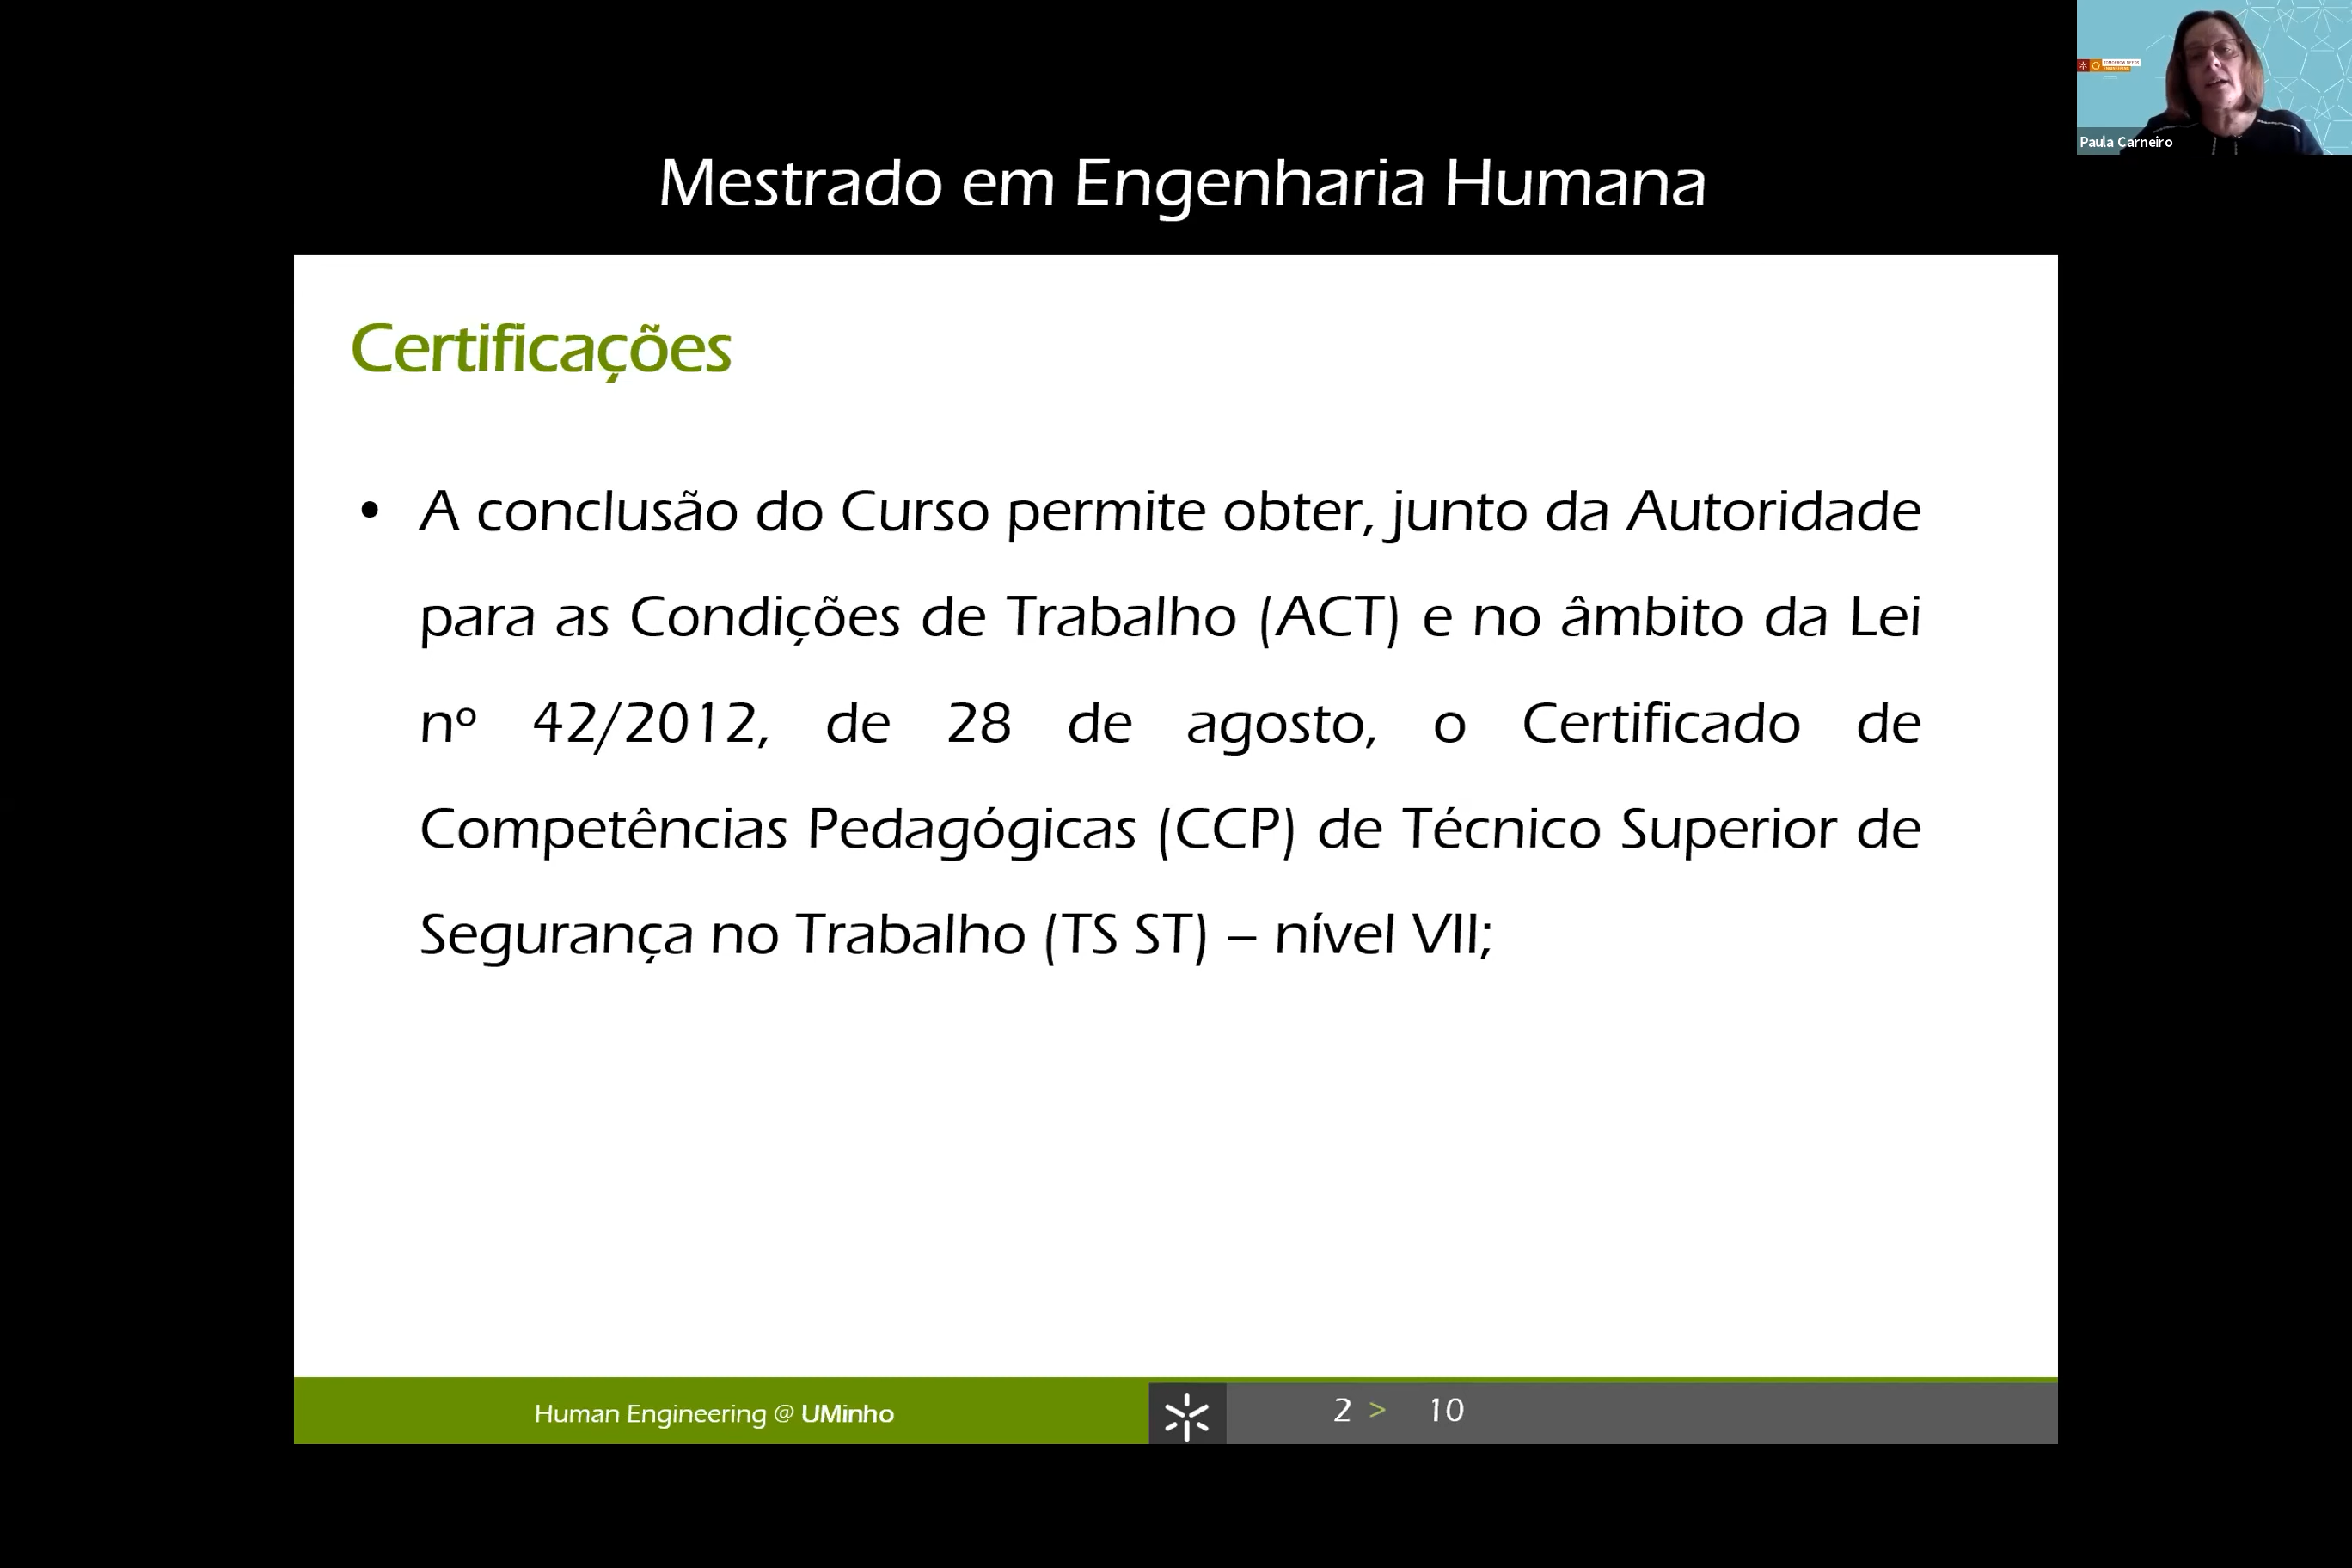 Paula Carneiro
Mestrado em Engenharia Humana
Certificações
• A conclusão do Curso permite obter, junto da Autoridade
para as Condições de Trabalho (ACT) e no âmbito da Lei
nº 42/2012, de 28 de agosto, o Certificado de
Competências Pedagógicas (CCP) de Técnico Superior de
Segurança no Trabalho (TS ST) – nível VII;
Human Engineering @ UMinho
2 > 10